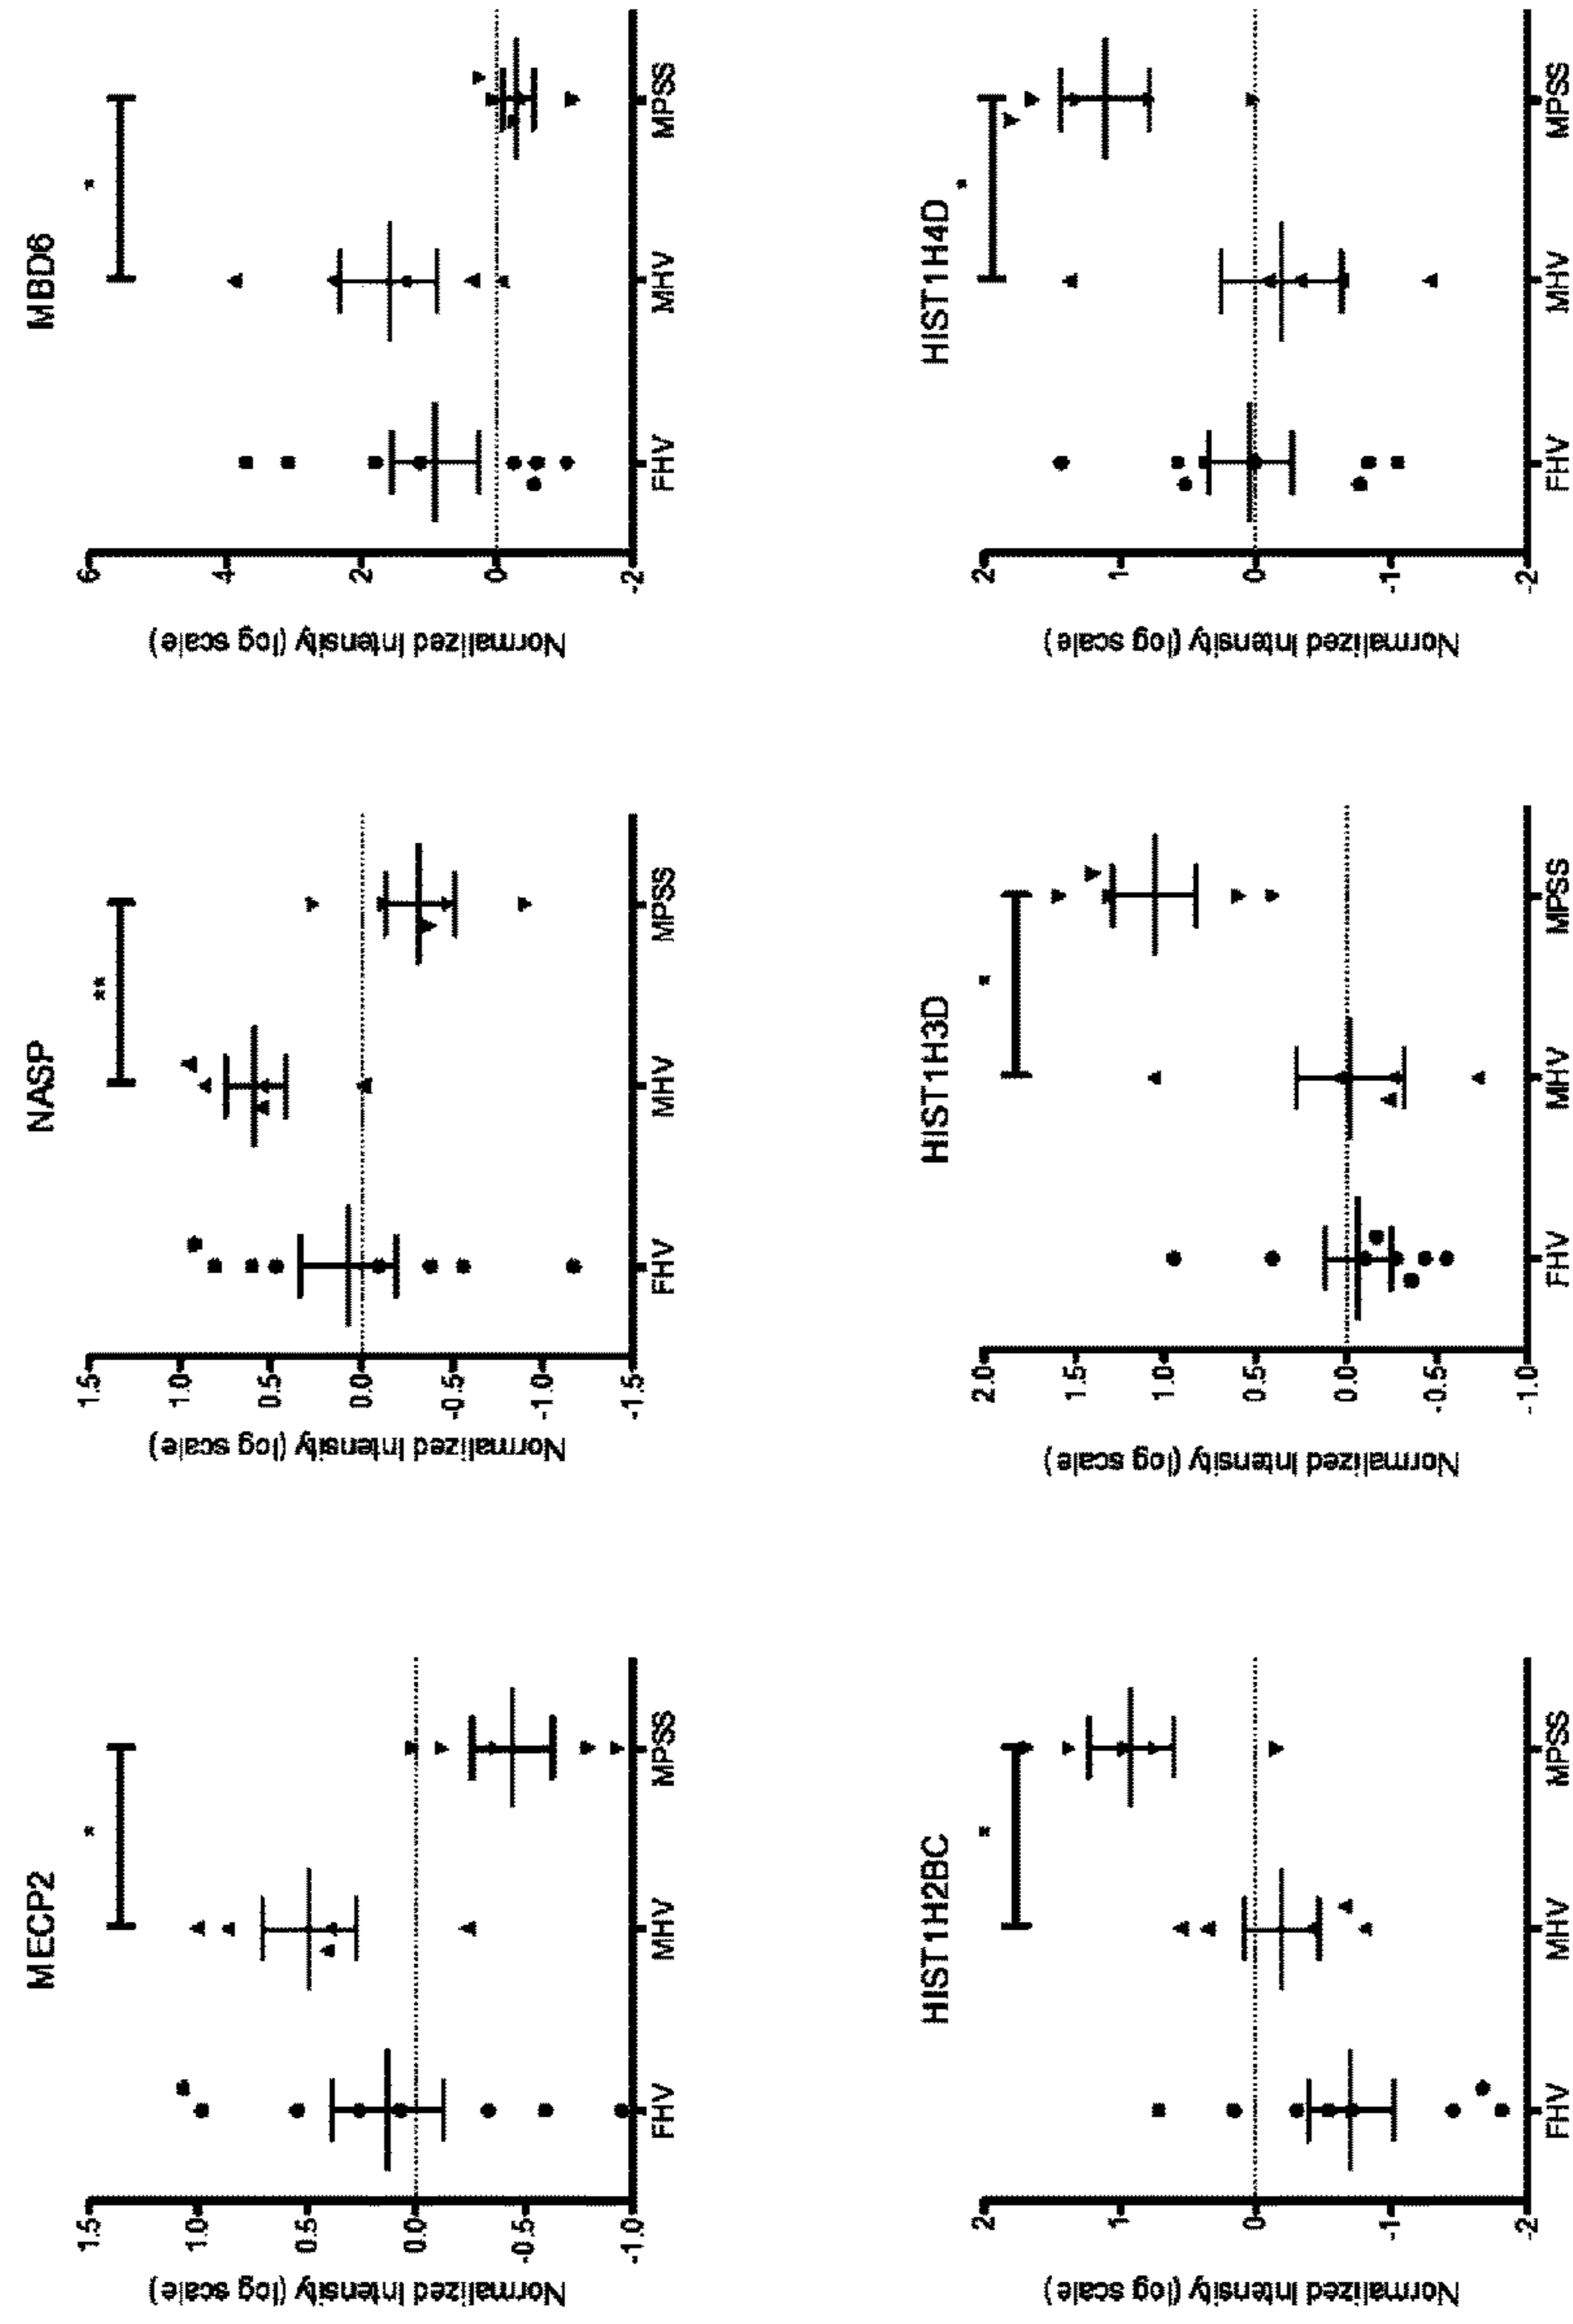 MECP2
Normalized Intensity (log scale)
1.5
1.0
0.5
0.0
-0.5
-1.0
*
FHV MHV MPSS
NASP
Normalized Intensity (log scale)
1.5
1.0
0.5
0.0
-0.5
-1.0
-1.5
**
FHV MHV MPSS
MBD6
Normalized Intensity (log scale)
6
4
2
0
-2
*
FHV MHV MPSS
HIST1H2BC
Normalized Intensity (log scale)
2
1
0
-1
-2
*
FHV MHV MPSS
HIST1H3D
Normalized Intensity (log scale)
2.0
1.5
1.0
0.5
0.0
-0.5
-1.0
*
FHV MHV MPSS
HIST1H4D
Normalized Intensity (log scale)
2
1
0
-1
-2
*
FHV MHV MPSS